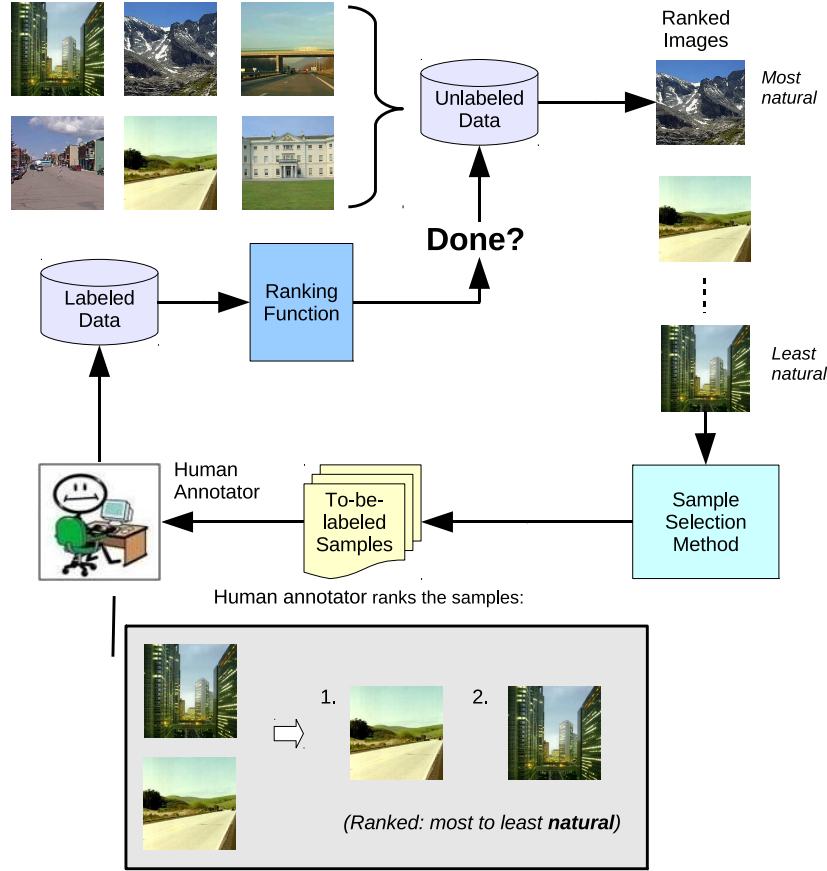 Ranked
Images
Most
natural
Unlabeled
Data
Done?
Labeled
Data
Ranking
Function
Least
natural
Human
Annotator
To-be-
labeled
Samples
Sample
Selection
Method
Human annotator ranks the samples:
1.
2.
(Ranked: most to least natural)